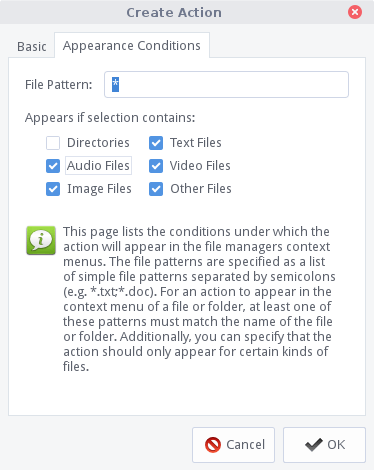 Create Action
Basic
Appearance Conditions
File Pattern:
*
Appears if selection contains:
Directories
Text Files
Audio Files
Video Files
Image Files
Other Files
This page lists the conditions under which the
action will appear in the file managers context
menus. The file patterns are specified as a list
of simple file patterns separated by semicolons
(e.g. *.txt;*.doc). For an action to appear in the
context menu of a file or folder, at least one of
these patterns must match the name of the file
or folder. Additionally, you can specify that the
action should only appear for certain kinds of
files.
Cancel
OK